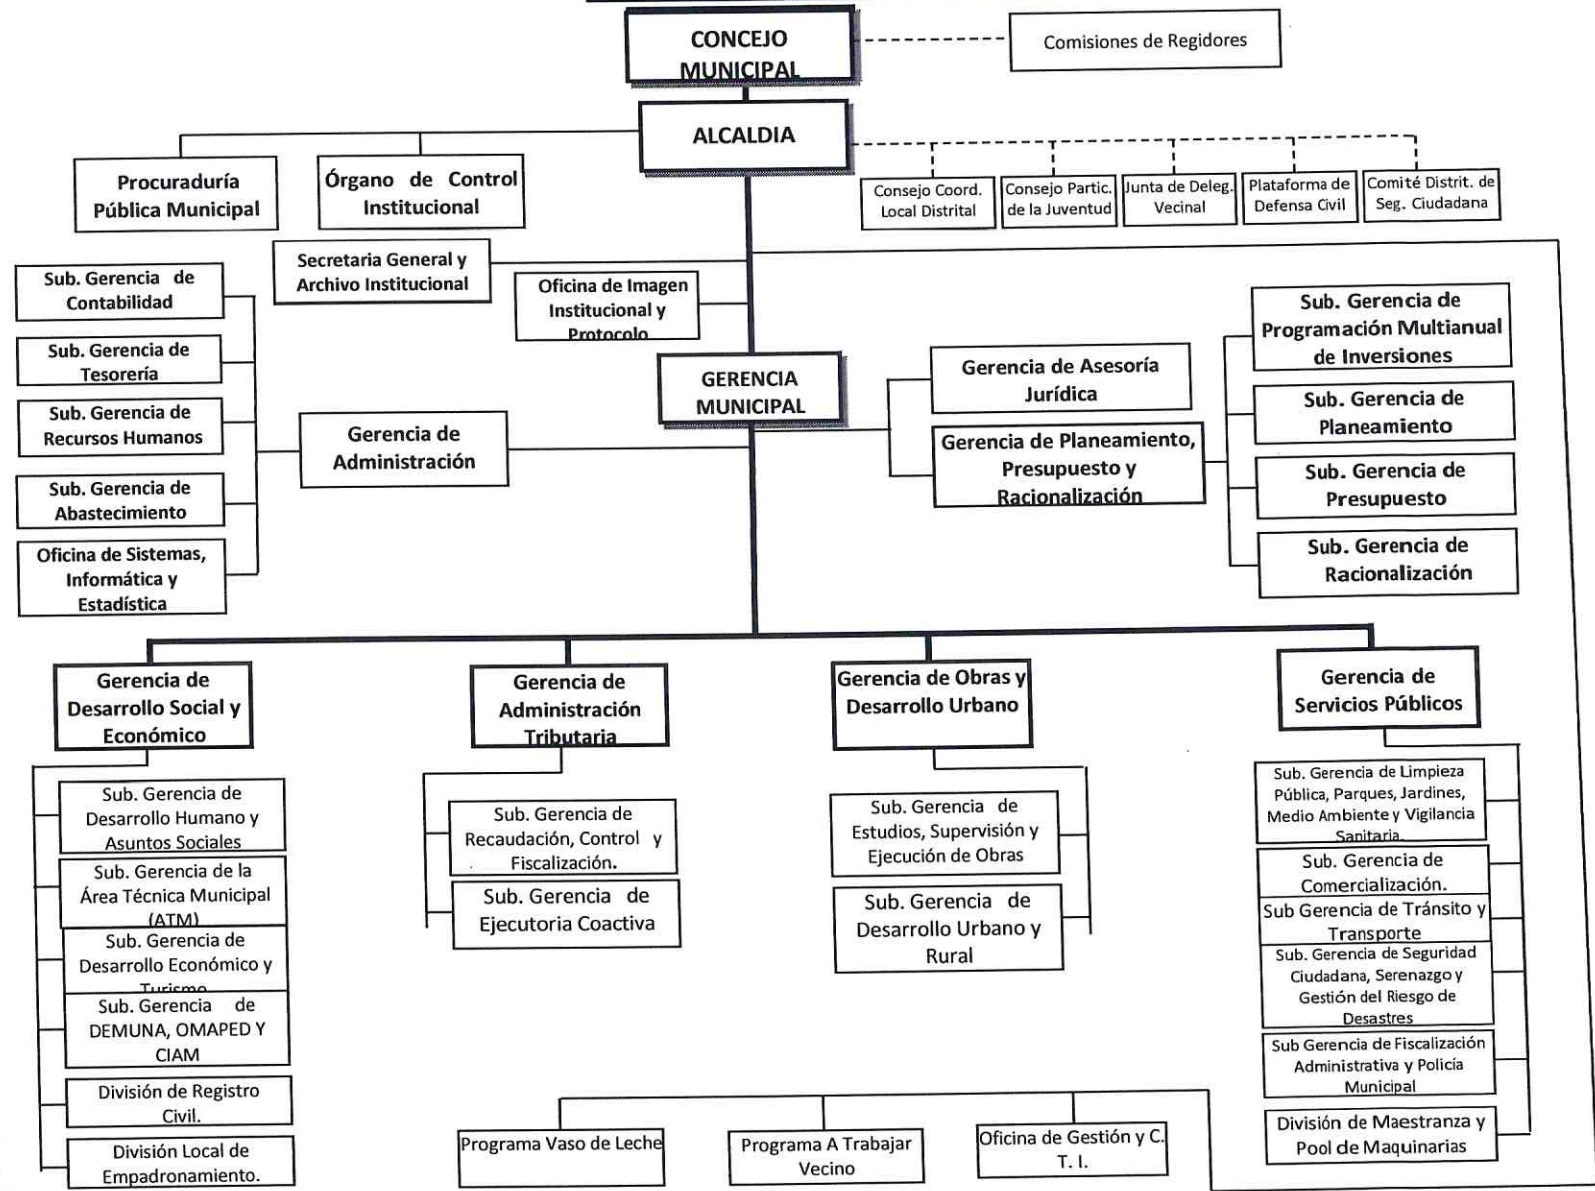 CONCEJO
MUNICIPAL
Comisiones de Regidores
ALCALDIA
Procuraduría
Pública Municipal
Órgano de Control
Institucional
Consejo Coord.
Local Distrital
Consejo Partic.
de la Juventud
Junta de Deleg.
Vecinal
Plataforma de
Defensa Civil
Comité Distrit. de
Seg. Ciudadana
Secretaria General y
Archivo Institucional
Oficina de Imagen
Institucional y
Protocolo
Sub. Gerencia de
Contabilidad
Sub. Gerencia de
Tesorería
Sub. Gerencia de
Recursos Humanos
Sub. Gerencia de
Abastecimiento
Oficina de Sistemas,
Informática y
Estadística
Gerencia de
Administración
GERENCIA
MUNICIPAL
Gerencia de Asesoría
Jurídica
Gerencia de Planeamiento,
Presupuesto y
Racionalización
Sub. Gerencia de
Programación Multianual
de Inversiones
Sub. Gerencia de
Planeamiento
Sub. Gerencia de
Presupuesto
Sub. Gerencia de
Racionalización
Gerencia de
Desarrollo Social y
Económico
Sub. Gerencia de
Desarrollo Humano y
Asuntos Sociales
Sub. Gerencia de la
Área Técnica Municipal
(ATM)
Sub. Gerencia de
Desarrollo Económico y
Turismo
Sub. Gerencia de
DEMUNA, OMAPED Y
CIAM
División de Registro
Civil.
División Local de
Empadronamiento.
Gerencia de
Administración
Tributaria
Sub. Gerencia de
Recaudación, Control y
Fiscalización.
Sub. Gerencia de
Ejecutoria Coactiva
Gerencia de Obras y
Desarrollo Urbano
Sub. Gerencia de
Estudios, Supervisión y
Ejecución de Obras
Sub. Gerencia de
Desarrollo Urbano y
Rural
Gerencia de
Servicios Públicos
Sub. Gerencia de Limpieza
Pública, Parques, Jardines,
Medio Ambiente y Vigilancia
Sanitaria
Sub. Gerencia de
Comercialización.
Sub Gerencia de Tránsito y
Transporte
Sub. Gerencia de Seguridad
Ciudadana, Serenazgo y
Gestión del Riesgo de
Desastres
Sub Gerencia de Fiscalización
Administrativa y Policía
Municipal
División de Maestranza y
Pool de Maquinarias
Programa Vaso de Leche
Programa A Trabajar
Vecino
Oficina de Gestión y C.
T. I.